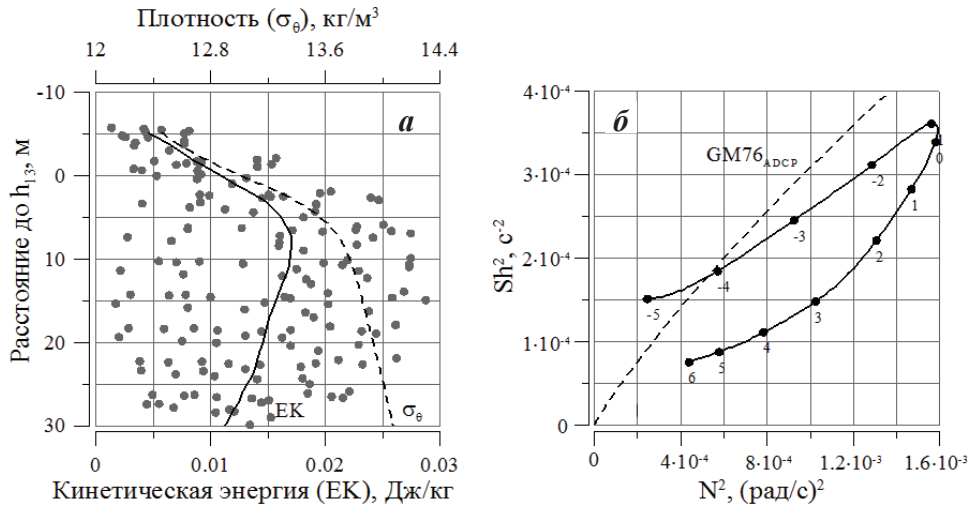 Плотность (σθ), кг/м³
12 12.8 13.6 14.4
-10
0
10
20
30
Расстояние до h13, м
а
EK
σθ
0 0.01 0.02 0.03
Кинетическая энергия (EK), Дж/кг
4·10-4
3·10-4
2·10-4
1·10-4
0
Sh², с-2
б
GM76ADCP
-5
-4
-3
-2
-1
0
1
2
3
4
5
6
0 4·10-4 8·10-4 1.2·10-3 1.6·10-3
N², (рад/с)²